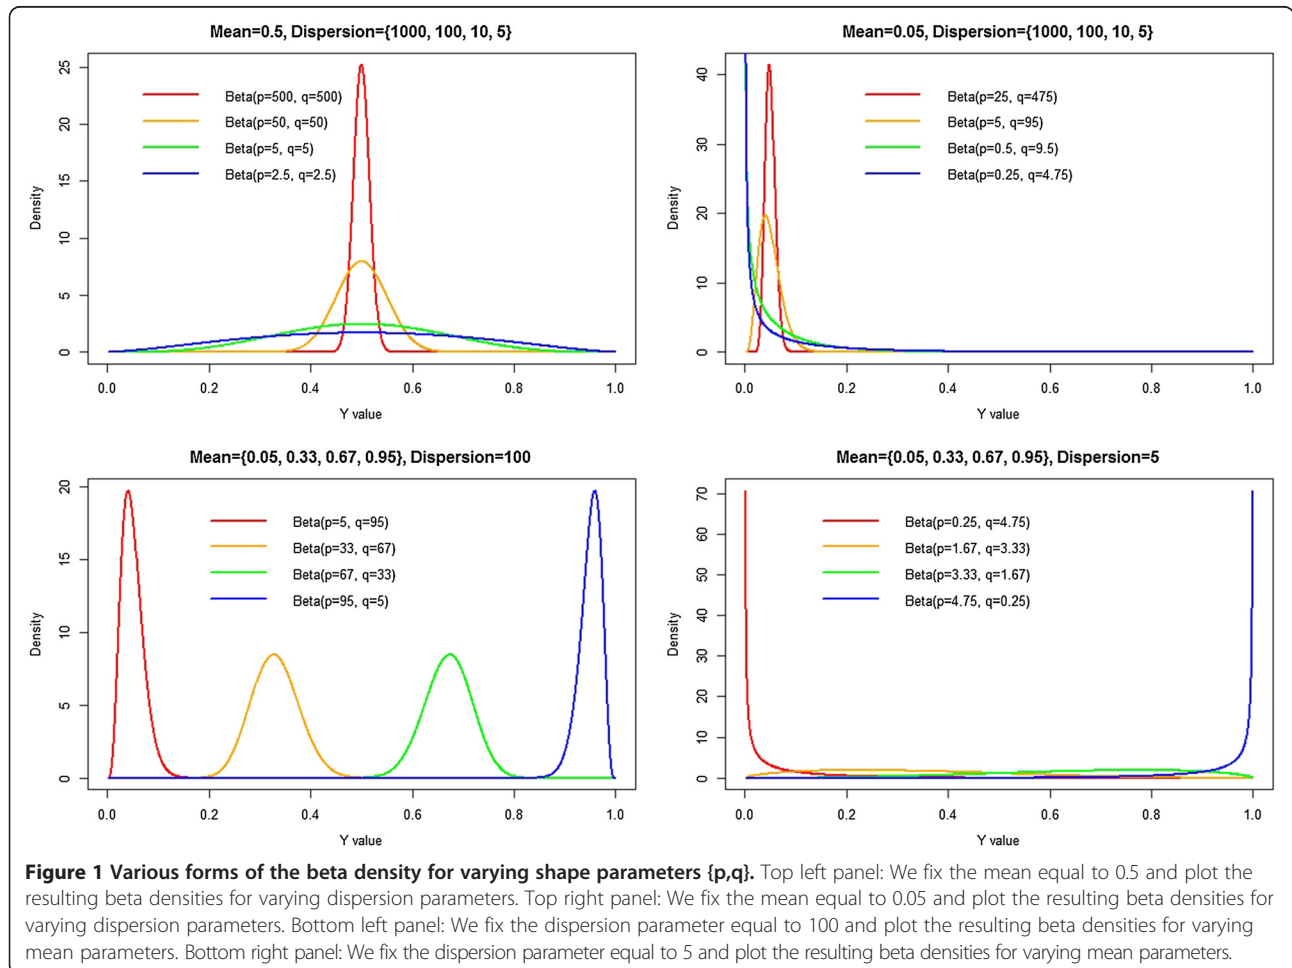 Mean=0.5, Dispersion={1000, 100, 10, 5}
25
20
15
10
5
0
Density
Beta(p=500, q=500)
Beta(p=50, q=50)
Beta(p=5, q=5)
Beta(p=2.5, q=2.5)
0.0 0.2 0.4 0.6 0.8 1.0
Y value
Mean=0.05, Dispersion={1000, 100, 10, 5}
40
30
20
10
0
Density
Beta(p=25, q=475)
Beta(p=5, q=95)
Beta(p=0.5, q=9.5)
Beta(p=0.25, q=4.75)
0.0 0.2 0.4 0.6 0.8 1.0
Y value
Mean={0.05, 0.33, 0.67, 0.95}, Dispersion=100
20
15
10
5
0
Density
Beta(p=5, q=95)
Beta(p=33, q=67)
Beta(p=67, q=33)
Beta(p=95, q=5)
0.0 0.2 0.4 0.6 0.8 1.0
Y value
Mean={0.05, 0.33, 0.67, 0.95}, Dispersion=5
70
60
50
40
30
20
10
0
Density
Beta(p=0.25, q=4.75)
Beta(p=1.67, q=3.33)
Beta(p=3.33, q=1.67)
Beta(p=4.75, q=0.25)
0.0 0.2 0.4 0.6 0.8 1.0
Y value
Figure 1 Various forms of the beta density for varying shape parameters {p,q}. Top left panel: We fix the mean equal to 0.5 and plot the
resulting beta densities for varying dispersion parameters. Top right panel: We fix the mean equal to 0.05 and plot the resulting beta densities for
varying dispersion parameters. Bottom left panel: We fix the dispersion parameter equal to 100 and plot the resulting beta densities for varying
mean parameters. Bottom right panel: We fix the dispersion parameter equal to 5 and plot the resulting beta densities for varying mean parameters.